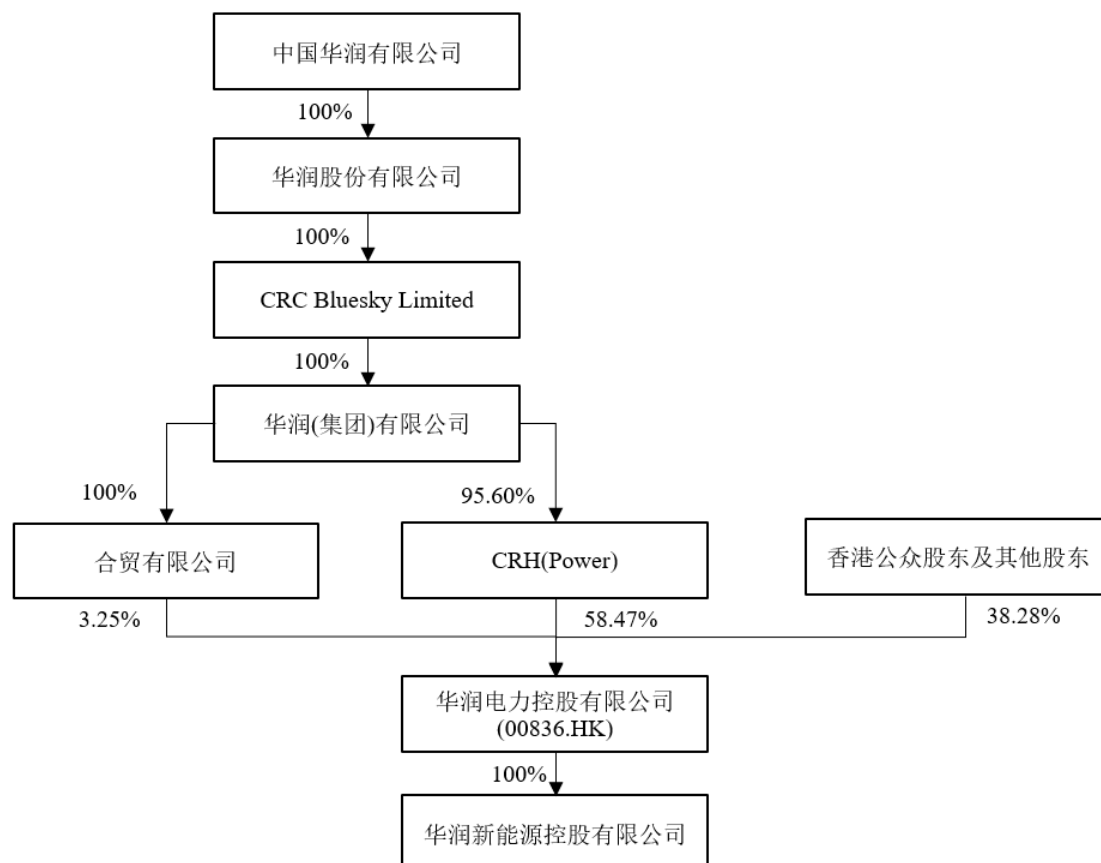 中国华润有限公司
100%
华润股份有限公司
100%
CRC Bluesky Limited
100%
华润(集团)有限公司
100%
95.60%
合贸有限公司
CRH(Power)
香港公众股东及其他股东
3.25%
58.47%
38.28%
华润电力控股有限公司
(00836.HK)
100%
华润新能源控股有限公司